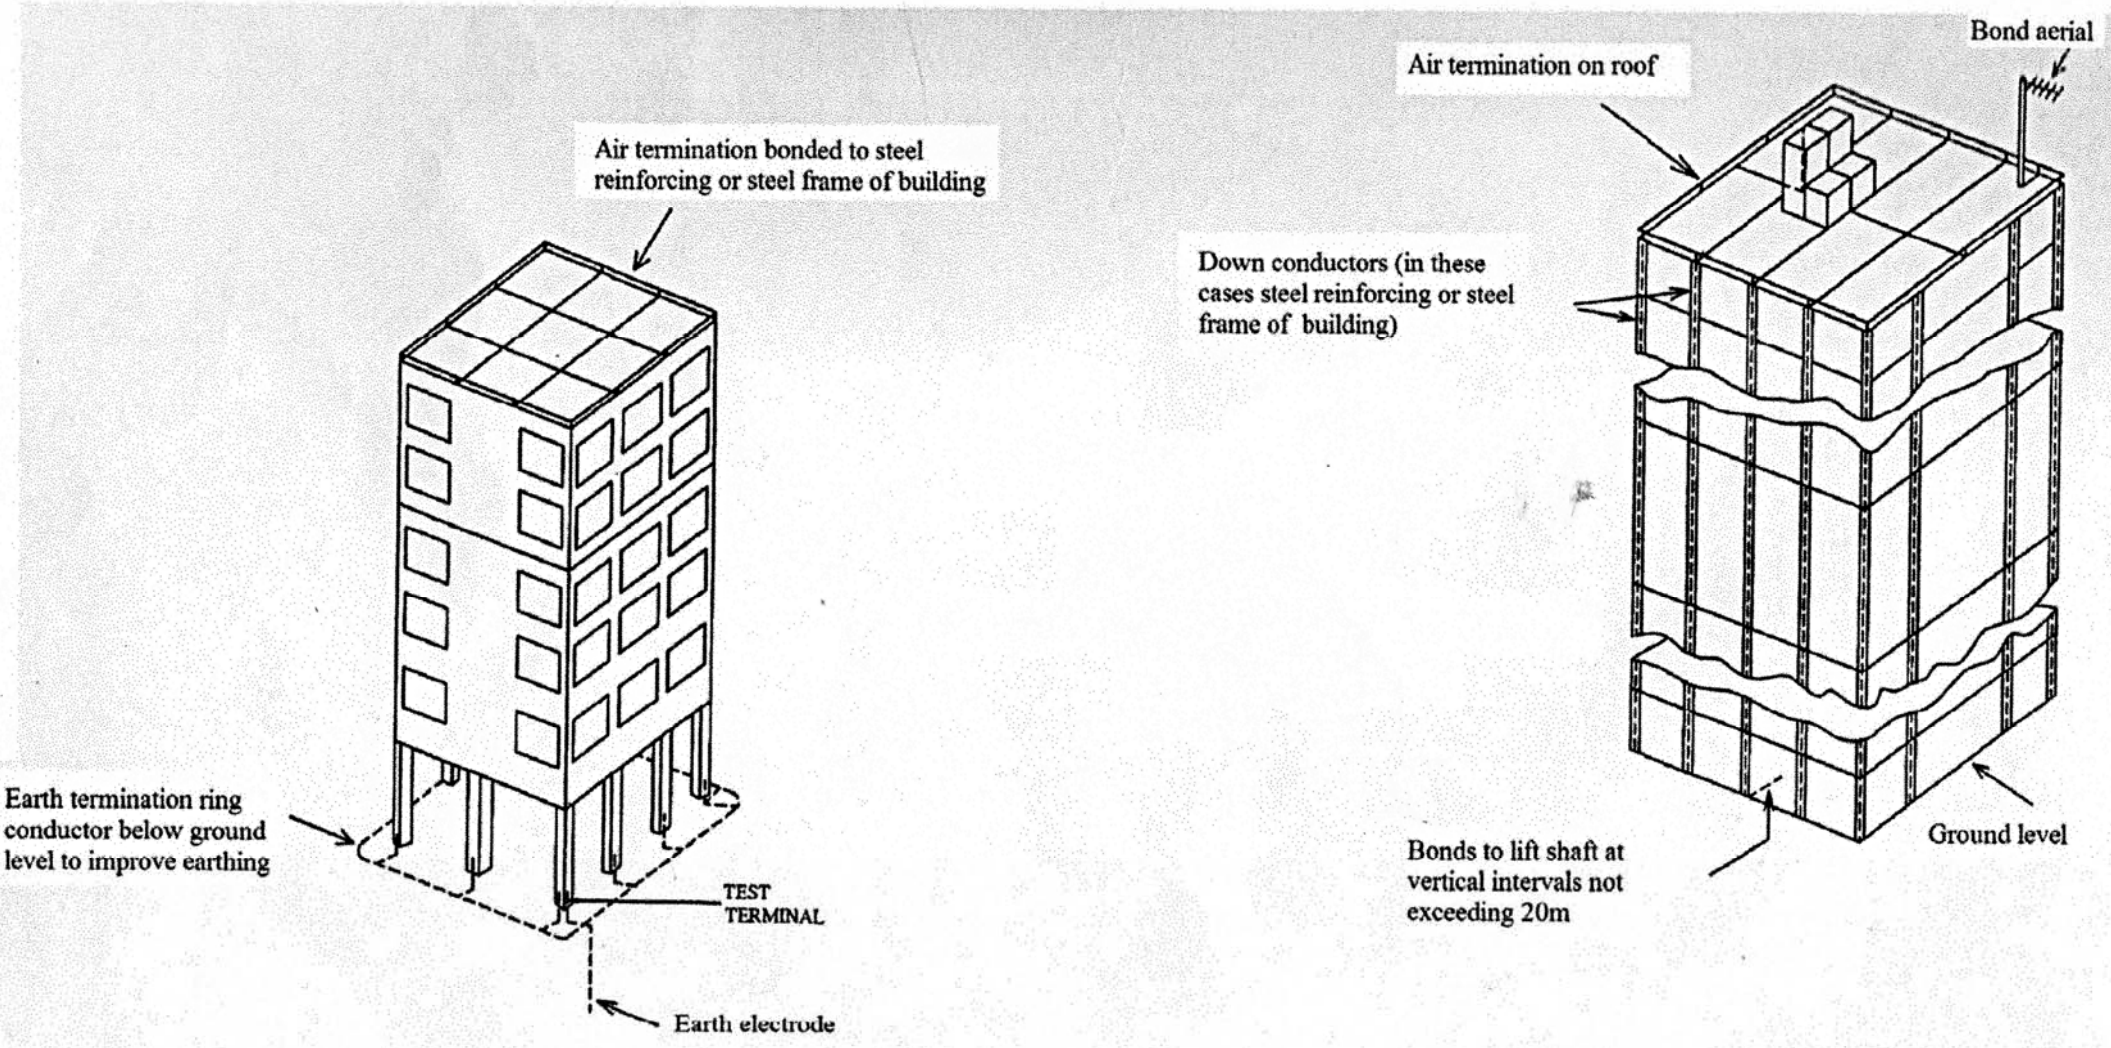 Bond aerial
Air termination on roof
Air termination bonded to steel
reinforcing or steel frame of building
Down conductors (in these
cases steel reinforcing or steel
frame of building)
Earth termination ring
conductor below ground
level to improve earthing
TEST
TERMINAL
Earth electrode
Bonds to lift shaft at
vertical intervals not
exceeding 20m
Ground level